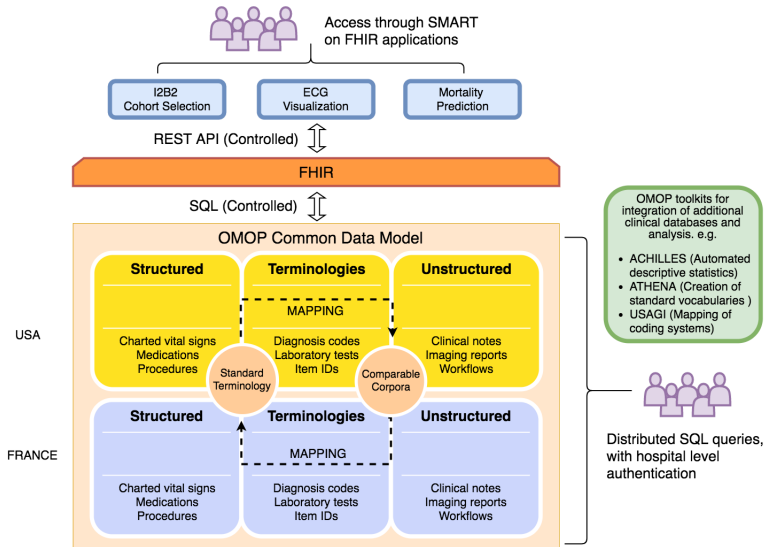 Access through SMART
on FHIR applications
I2B2
Cohort Selection
ECG
Visualization
Mortality
Prediction
REST API (Controlled)
FHIR
SQL (Controlled)
OMOP Common Data Model
OMOP toolkits for
integration of additional
clinical databases and
analysis. e.g.
• ACHILLES (Automated
descriptive statistics)
• ATHENA (Creation of
standard vocabularies )
• USAGI (Mapping of
coding systems)
USA
Structured
Terminologies
Unstructured
MAPPING
Charted vital signs
Medications
Procedures
Diagnosis codes
Laboratory tests
Item IDs
Clinical notes
Imaging reports
Workflows
Standard
Terminology
Comparable
Corpora
FRANCE
Structured
Terminologies
Unstructured
MAPPING
Charted vital signs
Medications
Procedures
Diagnosis codes
Laboratory tests
Item IDs
Clinical notes
Imaging reports
Workflows
Distributed SQL queries,
with hospital level
authentication